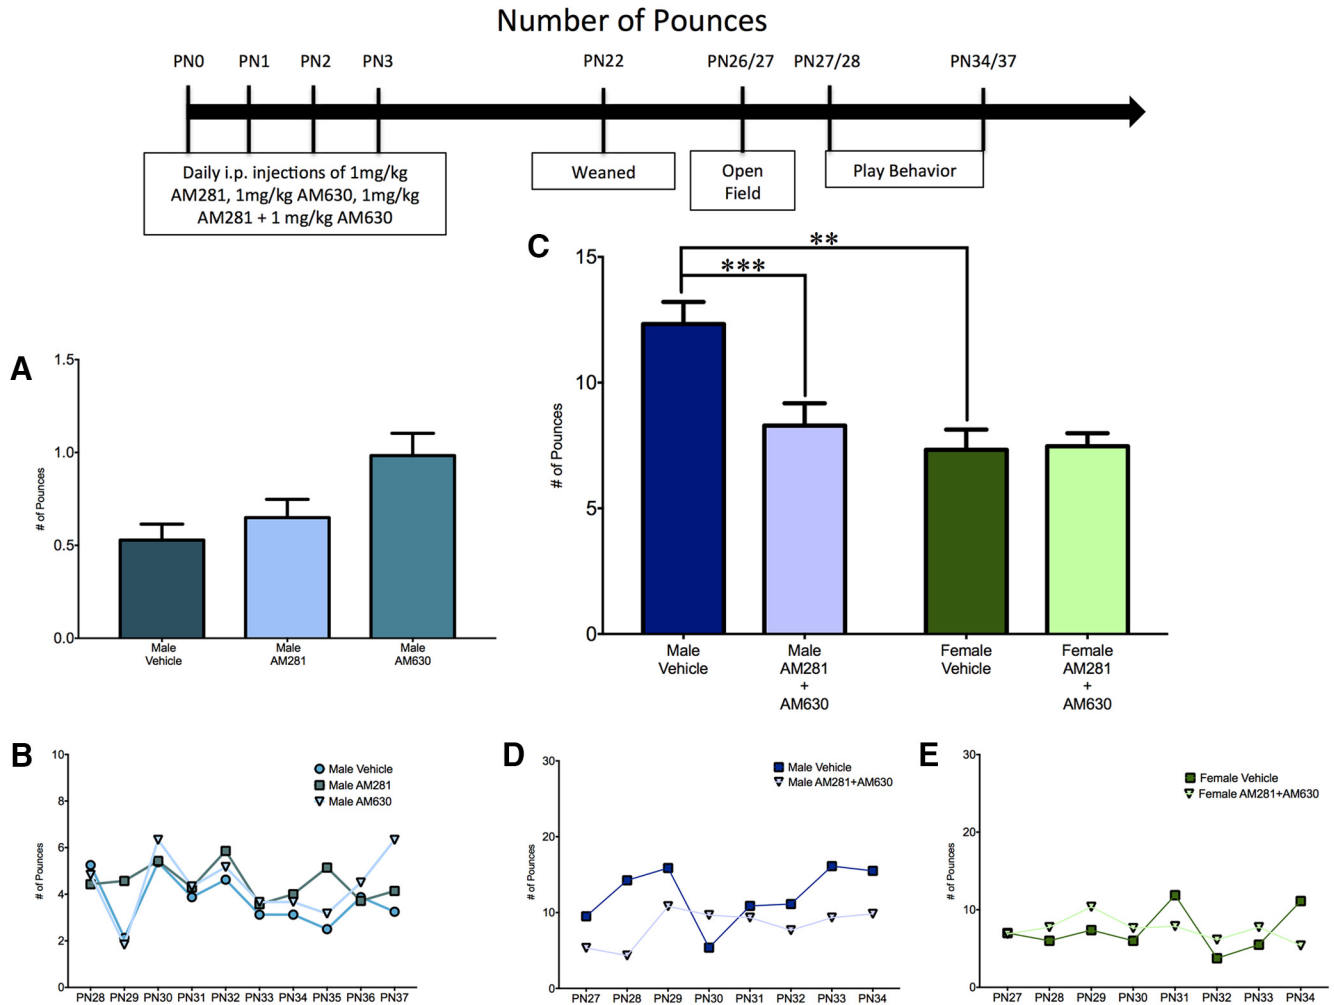 Number of Pounces
PN0 PN1 PN2 PN3 PN22 PN26/27 PN27/28 PN34/37
Daily i.p. injections of 1mg/kg
AM281, 1mg/kg AM630, 1mg/kg
AM281 + 1 mg/kg AM630
Weaned
Open
Field
Play Behavior
A
# of Pounces
1.5
1.0
0.5
0.0
Male
Vehicle
Male
AM281
Male
AM630
C
# of Pounces
15
10
5
0
**
***
Male
Vehicle
Male
AM281
+
AM630
Female
Vehicle
Female
AM281
+
AM630
B
# of Pounces
10
8
6
4
2
0
Male Vehicle
Male AM281
Male AM630
PN28 PN29 PN30 PN31 PN32 PN33 PN34 PN35 PN36 PN37
D
# of Pounces
30
20
10
0
Male Vehicle
Male AM281+AM630
PN27 PN28 PN29 PN30 PN31 PN32 PN33 PN34
E
# of Pounces
30
20
10
0
Female Vehicle
Female AM281+AM630
PN27 PN28 PN29 PN30 PN31 PN32 PN33 PN34